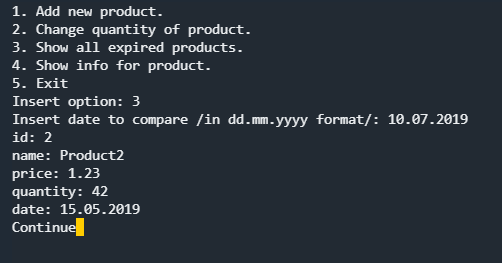 1. Add new product.
2. Change quantity of product.
3. Show all expired products.
4. Show info for product.
5. Exit
Insert option: 3
Insert date to compare /in dd.mm.yyyy format/: 10.07.2019
id: 2
name: Product2
price: 1.23
quantity: 42
date: 15.05.2019
Continue